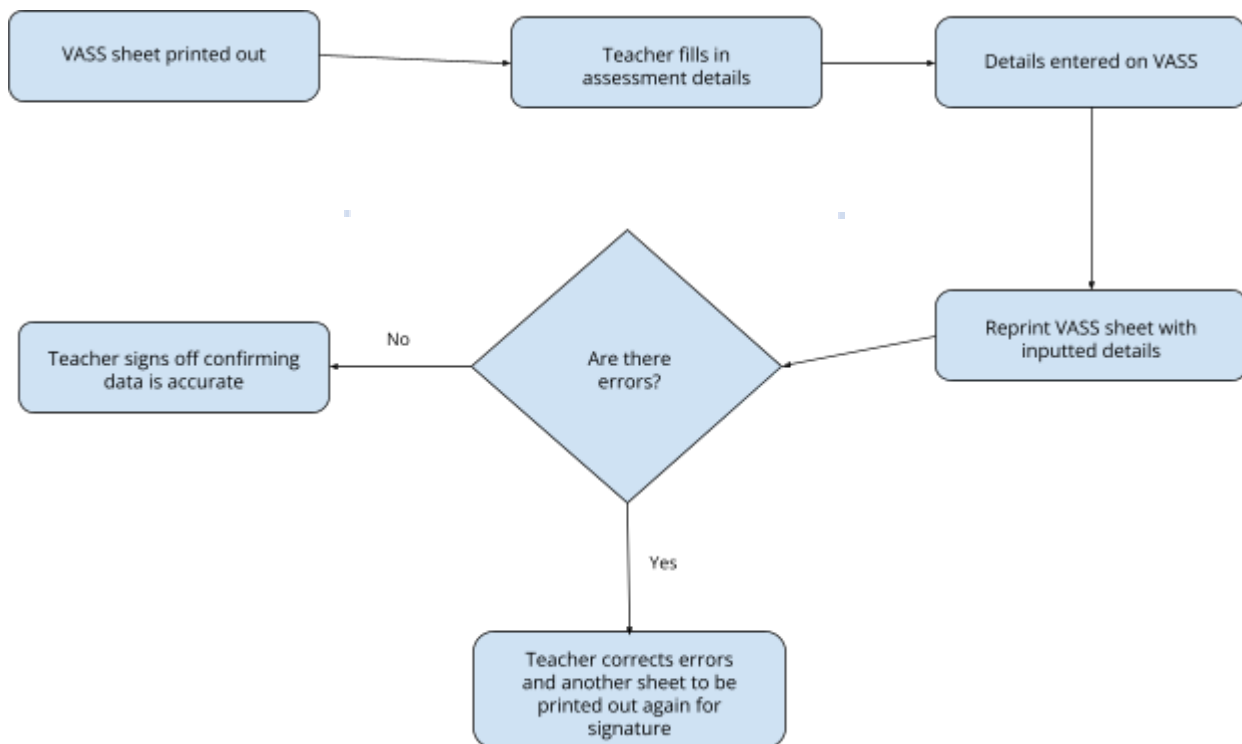 VASS sheet printed out
Teacher fills in
assessment details
Details entered on VASS
Reprint VASS sheet with
inputted details
Are there
errors?
No
Teacher signs off confirming
data is accurate
Yes
Teacher corrects errors
and another sheet to be
printed out again for
signature